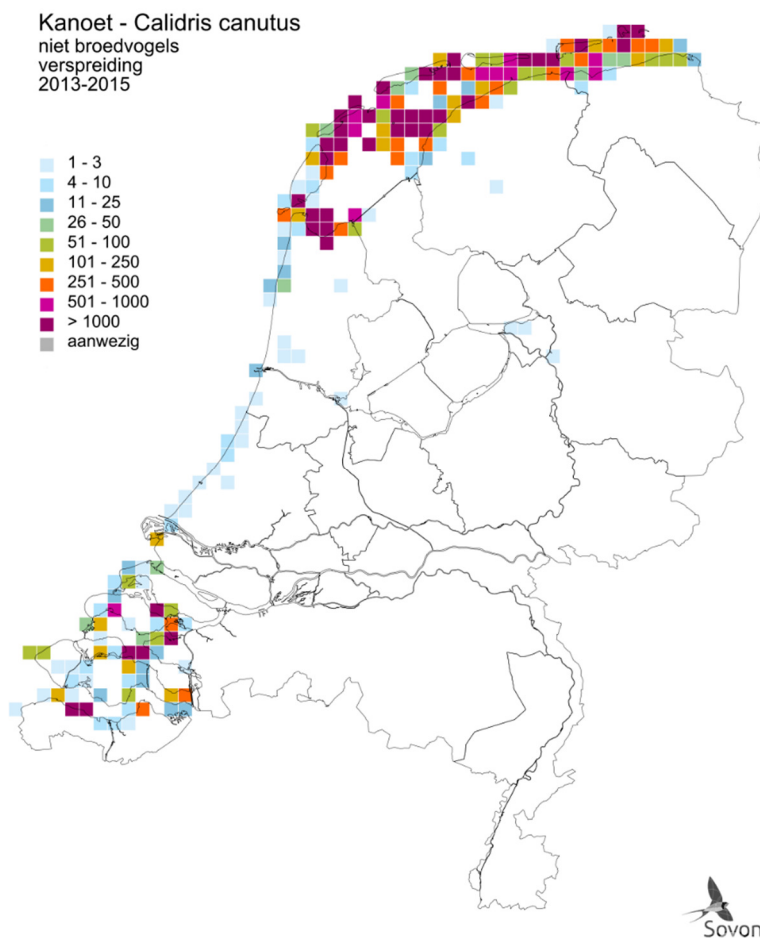 Kanoet - Calidris canutus
niet broedvogels
verspreiding
2013-2015
1 - 3
4 - 10
11 - 25
26 - 50
51 - 100
101 - 250
251 - 500
501 - 1000
> 1000
aanwezig
Sovon